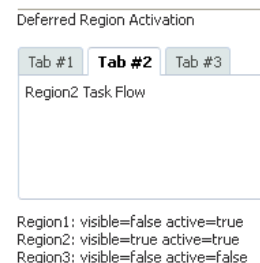 Deferred Region Activation
Tab #1 Tab #2 Tab #3
Region2 Task Flow
Region1: visible=false active=true
Region2: visible=true active=true
Region3: visible=false active=false